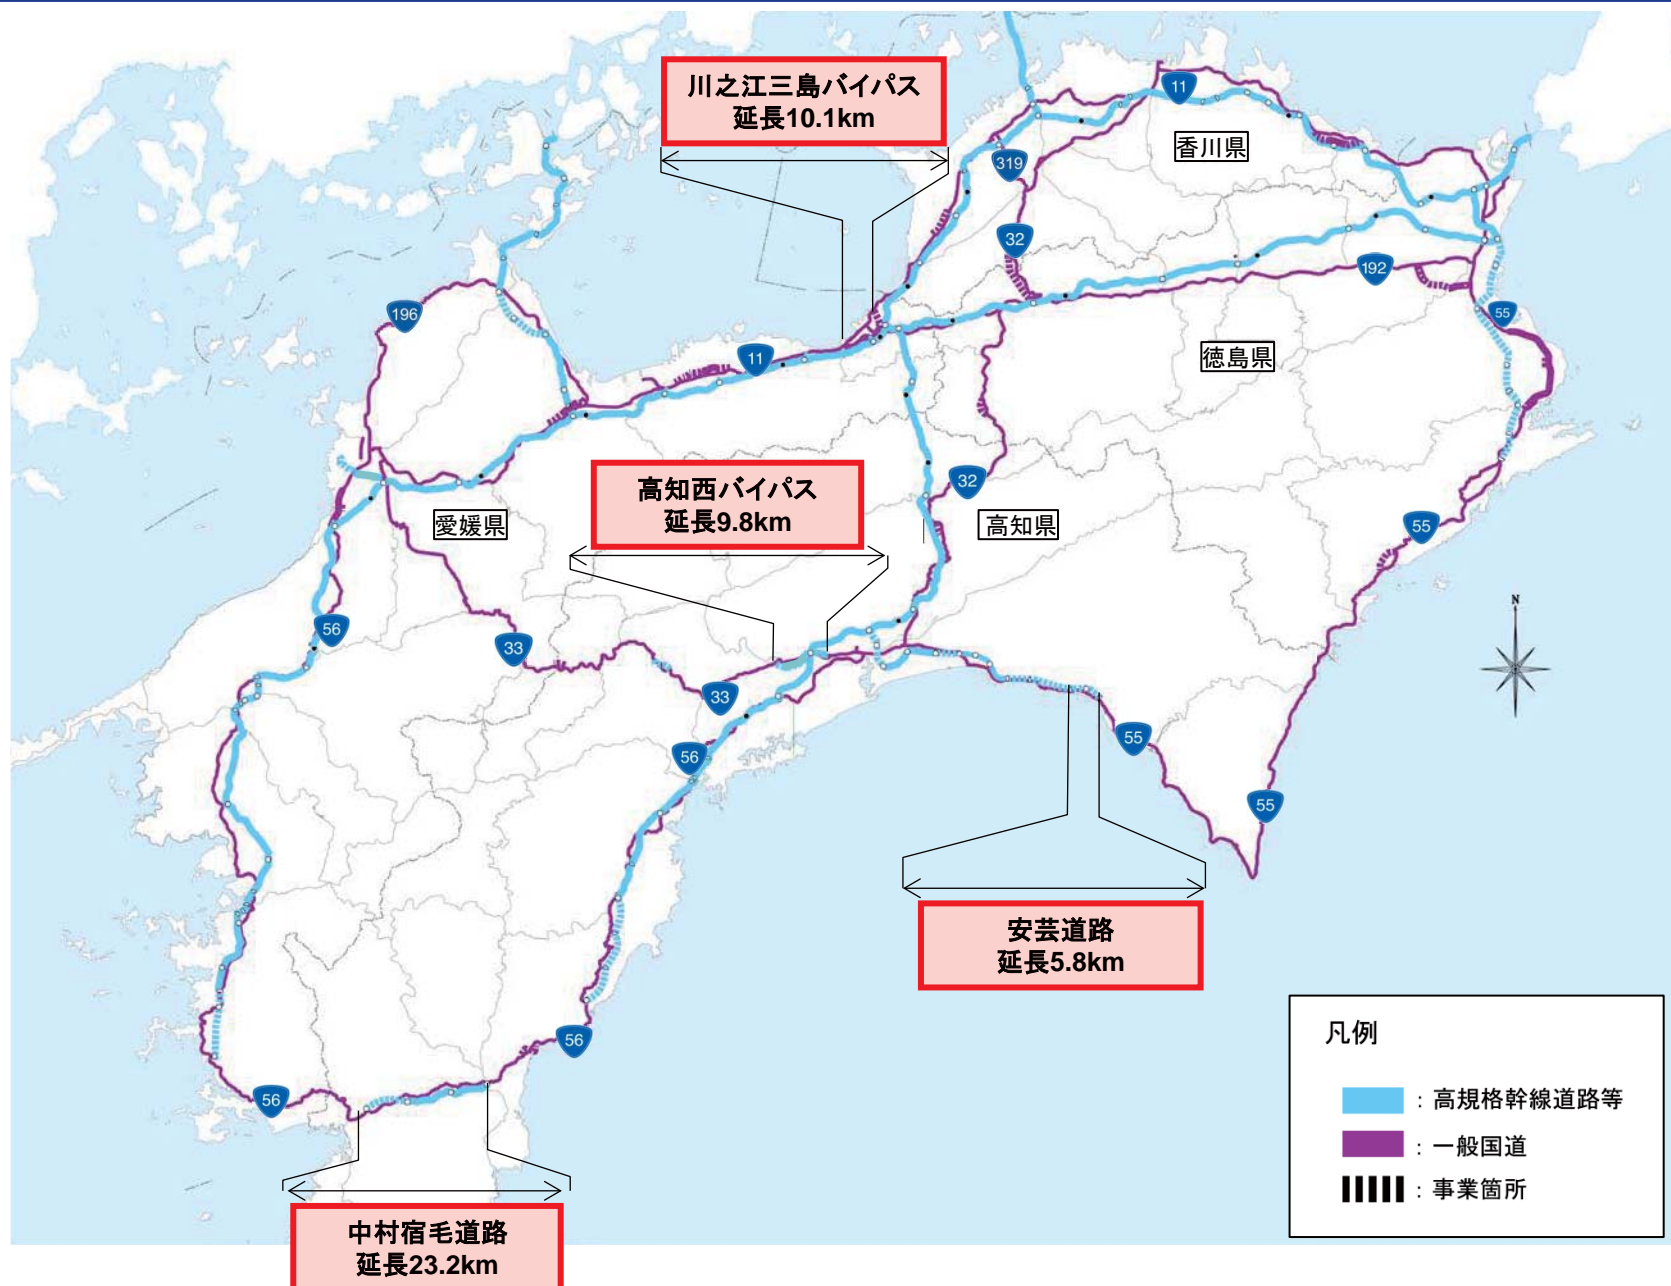 川之江三島バイパス
延長10.1km
11
香川県
319
32
192
196
55
11
徳島県
高知西バイパス
延長9.8km
32
愛媛県
高知県
55
N
56
33
33
56
55
55
安芸道路
延長5.8km
56
56
凡例
：高規格幹線道路等
：一般国道
：事業箇所
中村宿毛道路
延長23.2km